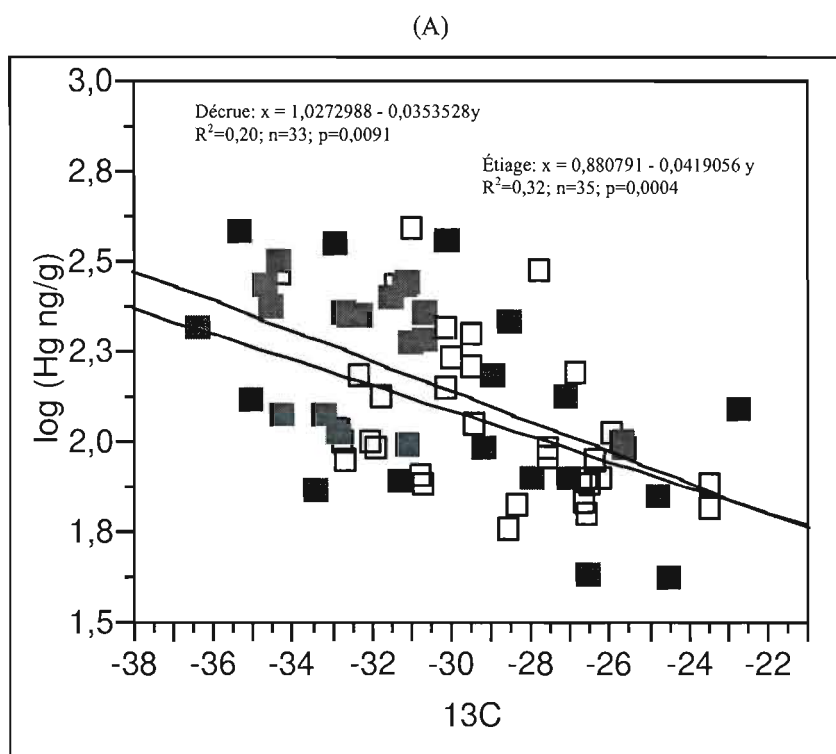 (A)
3,0
Décrue: x = 1,0272988 - 0,0353528y
R²=0,20; n=33; p=0,0091
Étiage: x = 0,880791 - 0,0419056 y
R²=0,32; n=35; p=0,0004
2,8
2,5
2,3
2,0
1,8
1,5
log (Hg ng/g)
-38 -36 -34 -32 -30 -28 -26 -24 -22
13C